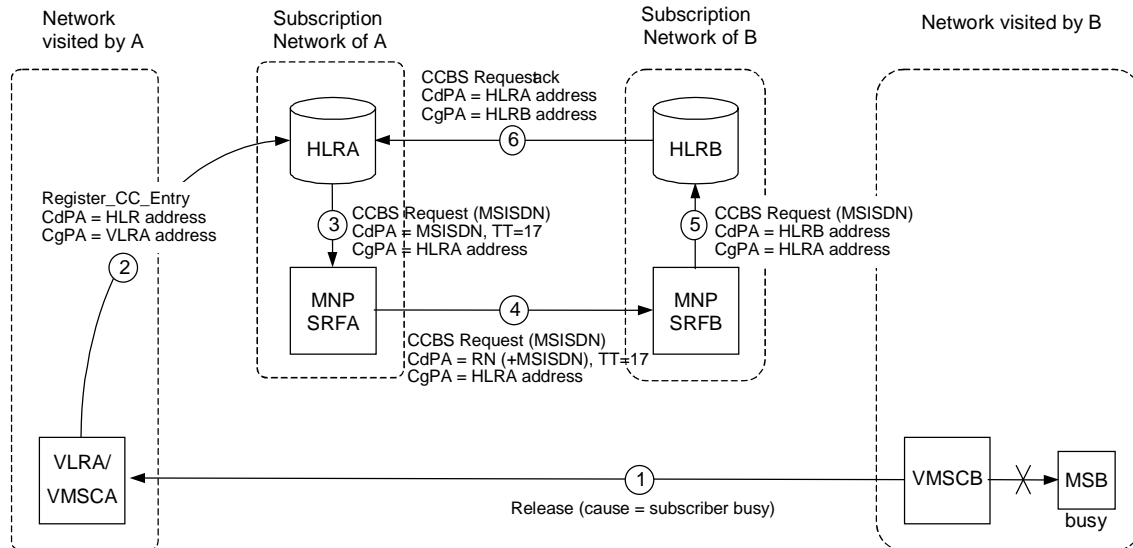 Network
visited by A
Subscription
Network of A
Subscription
Network of B
Network visited by B
CCBS Requestack
CdPA = HLRA address
CgPA = HLRB address
6
HLRA
HLRB
Register_CC_Entry
CdPA = HLR address
CgPA = VLRA address
2
3
CCBS Request (MSISDN)
CdPA = MSISDN, TT=17
CgPA = HLRA address
5
CCBS Request (MSISDN)
CdPA = HLRB address
CgPA = HLRA address
MNP
SRFA
4
MNP
SRFB
CCBS Request (MSISDN)
CdPA = RN (+MSISDN), TT=17
CgPA = HLRA address
VLRA/
VMSCA
1
Release (cause = subscriber busy)
VMSCB
MSB
busy